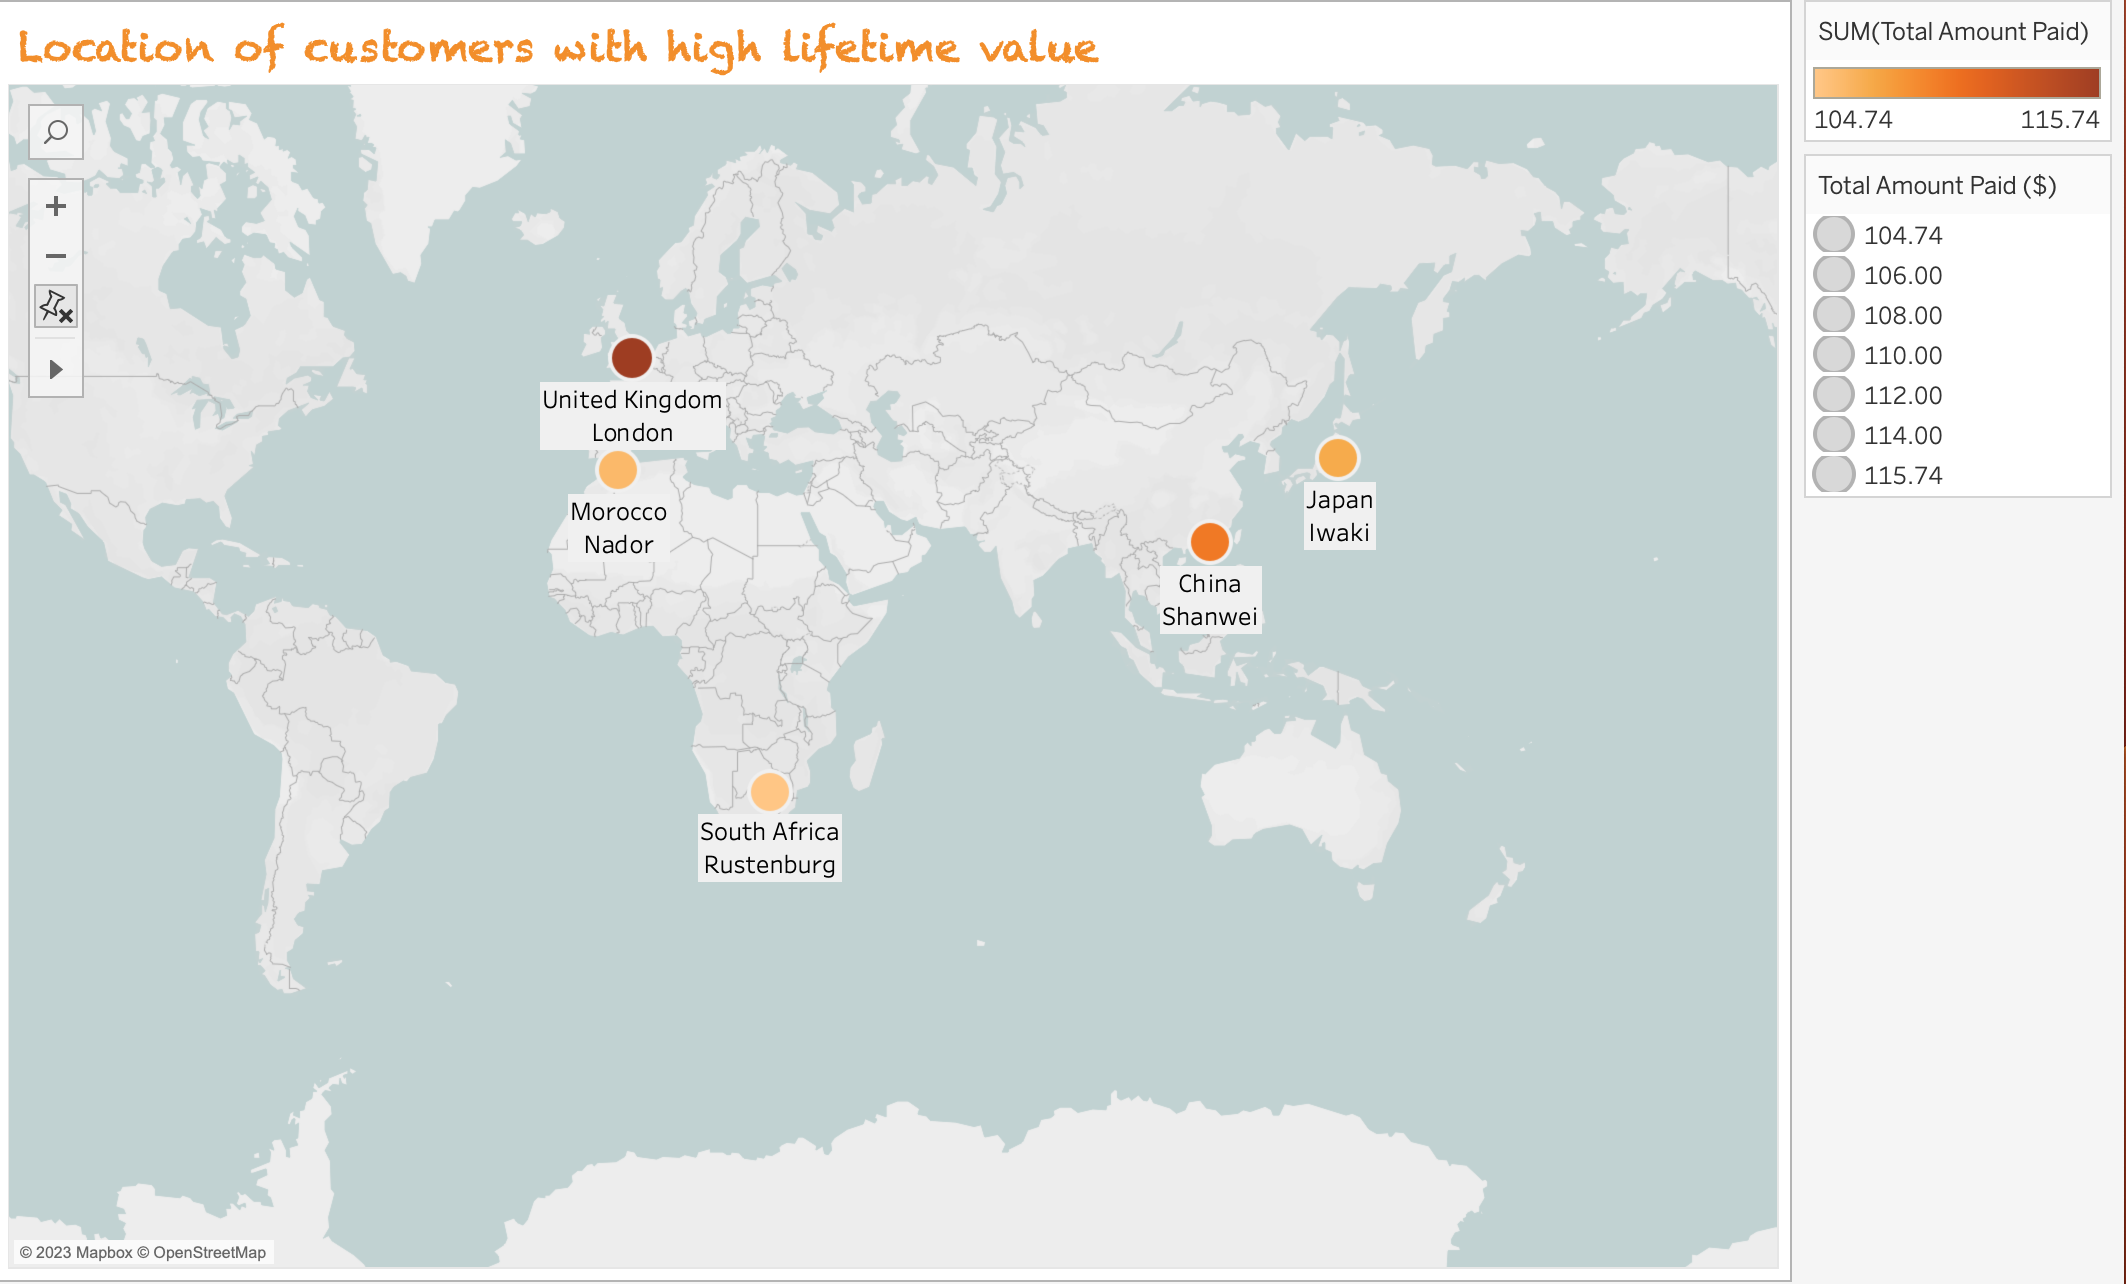 Location of customers with high lifetime value
United Kingdom
London
Morocco
Nador
Japan
Iwaki
China
Shanwei
South Africa
Rustenburg
© 2023 Mapbox © OpenStreetMap
SUM(Total Amount Paid)
104.74 115.74
Total Amount Paid ($)
104.74
106.00
108.00
110.00
112.00
114.00
115.74